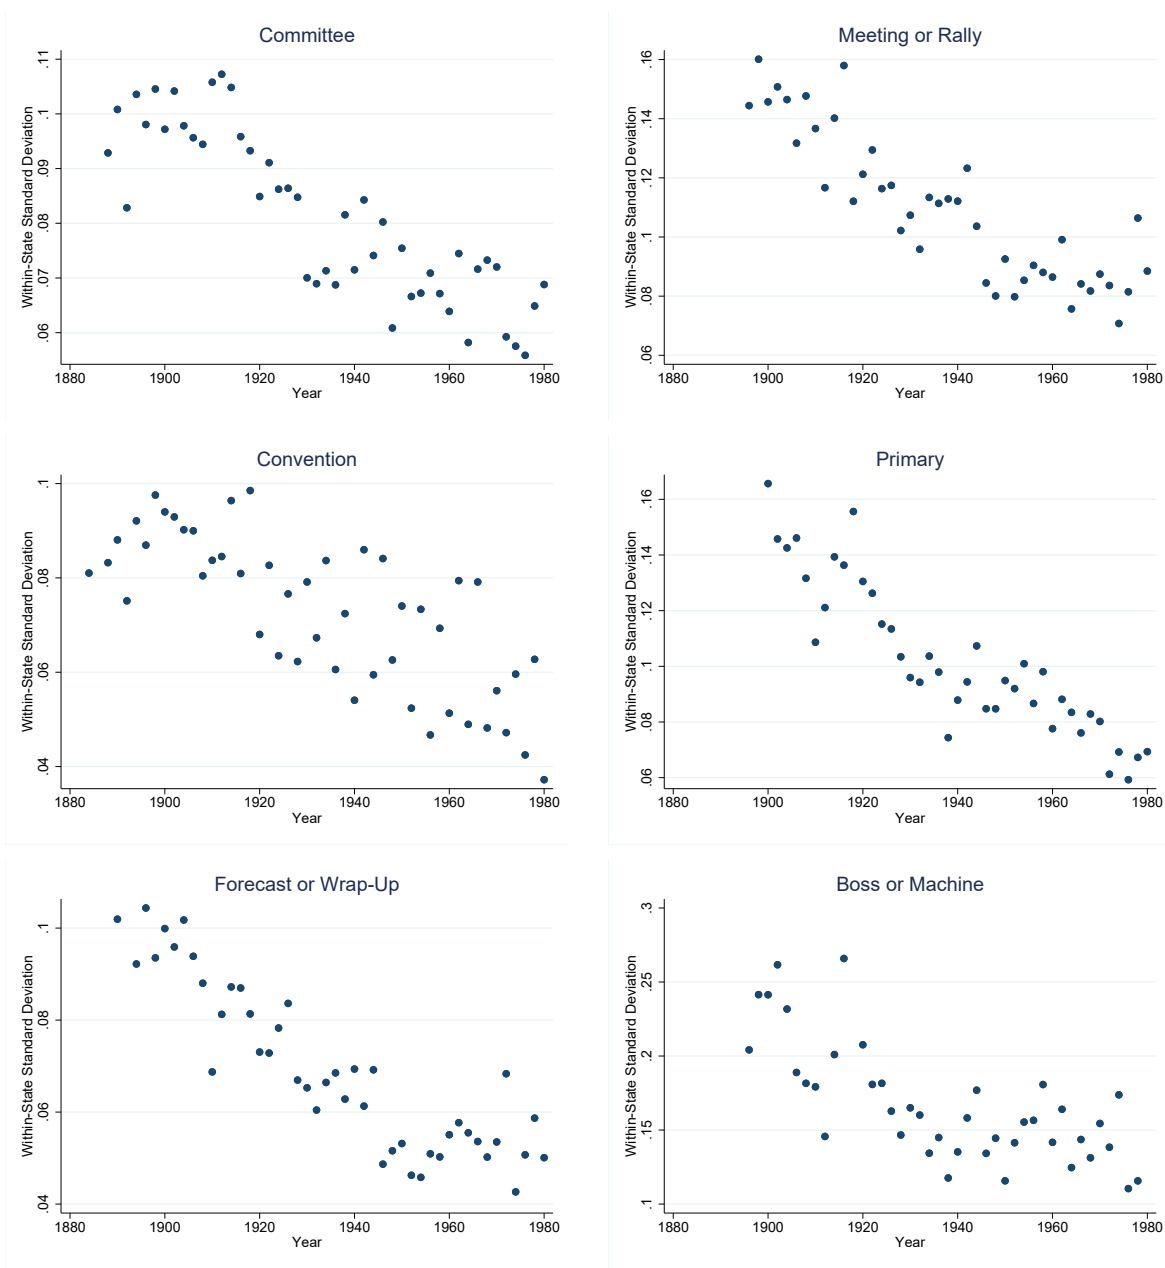 Committee
Within-State Standard Deviation
.11
.1
.09
.08
.07
.06
1880 1900 1920 1940 1960 1980
Year
Meeting or Rally
Within-State Standard Deviation
.16
.14
.12
.1
.08
.06
1880 1900 1920 1940 1960 1980
Year
Convention
Within-State Standard Deviation
.1
.08
.06
.04
1880 1900 1920 1940 1960 1980
Year
Primary
Within-State Standard Deviation
.16
.14
.12
.1
.08
.06
1880 1900 1920 1940 1960 1980
Year
Forecast or Wrap-Up
Within-State Standard Deviation
.1
.08
.06
.04
1880 1900 1920 1940 1960 1980
Year
Boss or Machine
Within-State Standard Deviation
.3
.25
.2
.15
.1
1880 1900 1920 1940 1960 1980
Year